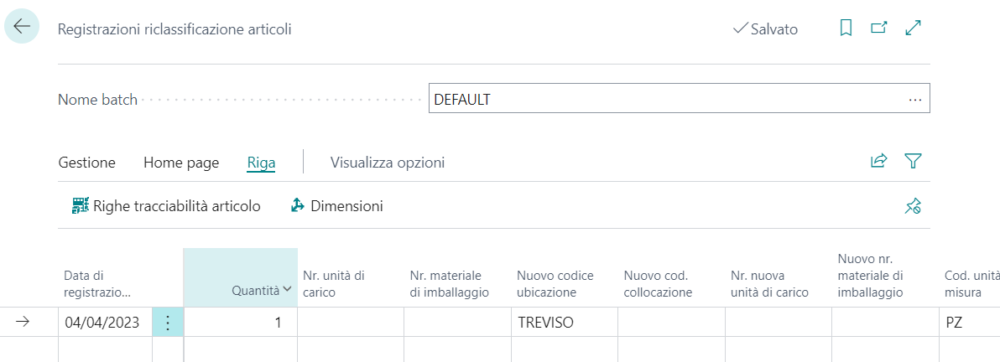 Registrazioni riclassificazione articoli
Salvato
Nome batch
DEFAULT
...
Gestione Home page Riga Visualizza opzioni
Righe tracciabilità articolo Dimensioni
Data di registrazio... Quantità Nr. unità di carico Nr. materiale di imballaggio Nuovo codice ubicazione Nuovo cod. collocazione Nr. nuova unità di carico Nuovo nr. materiale di imballaggio Cod. unità misura
04/04/2023 1 TREVISO PZ